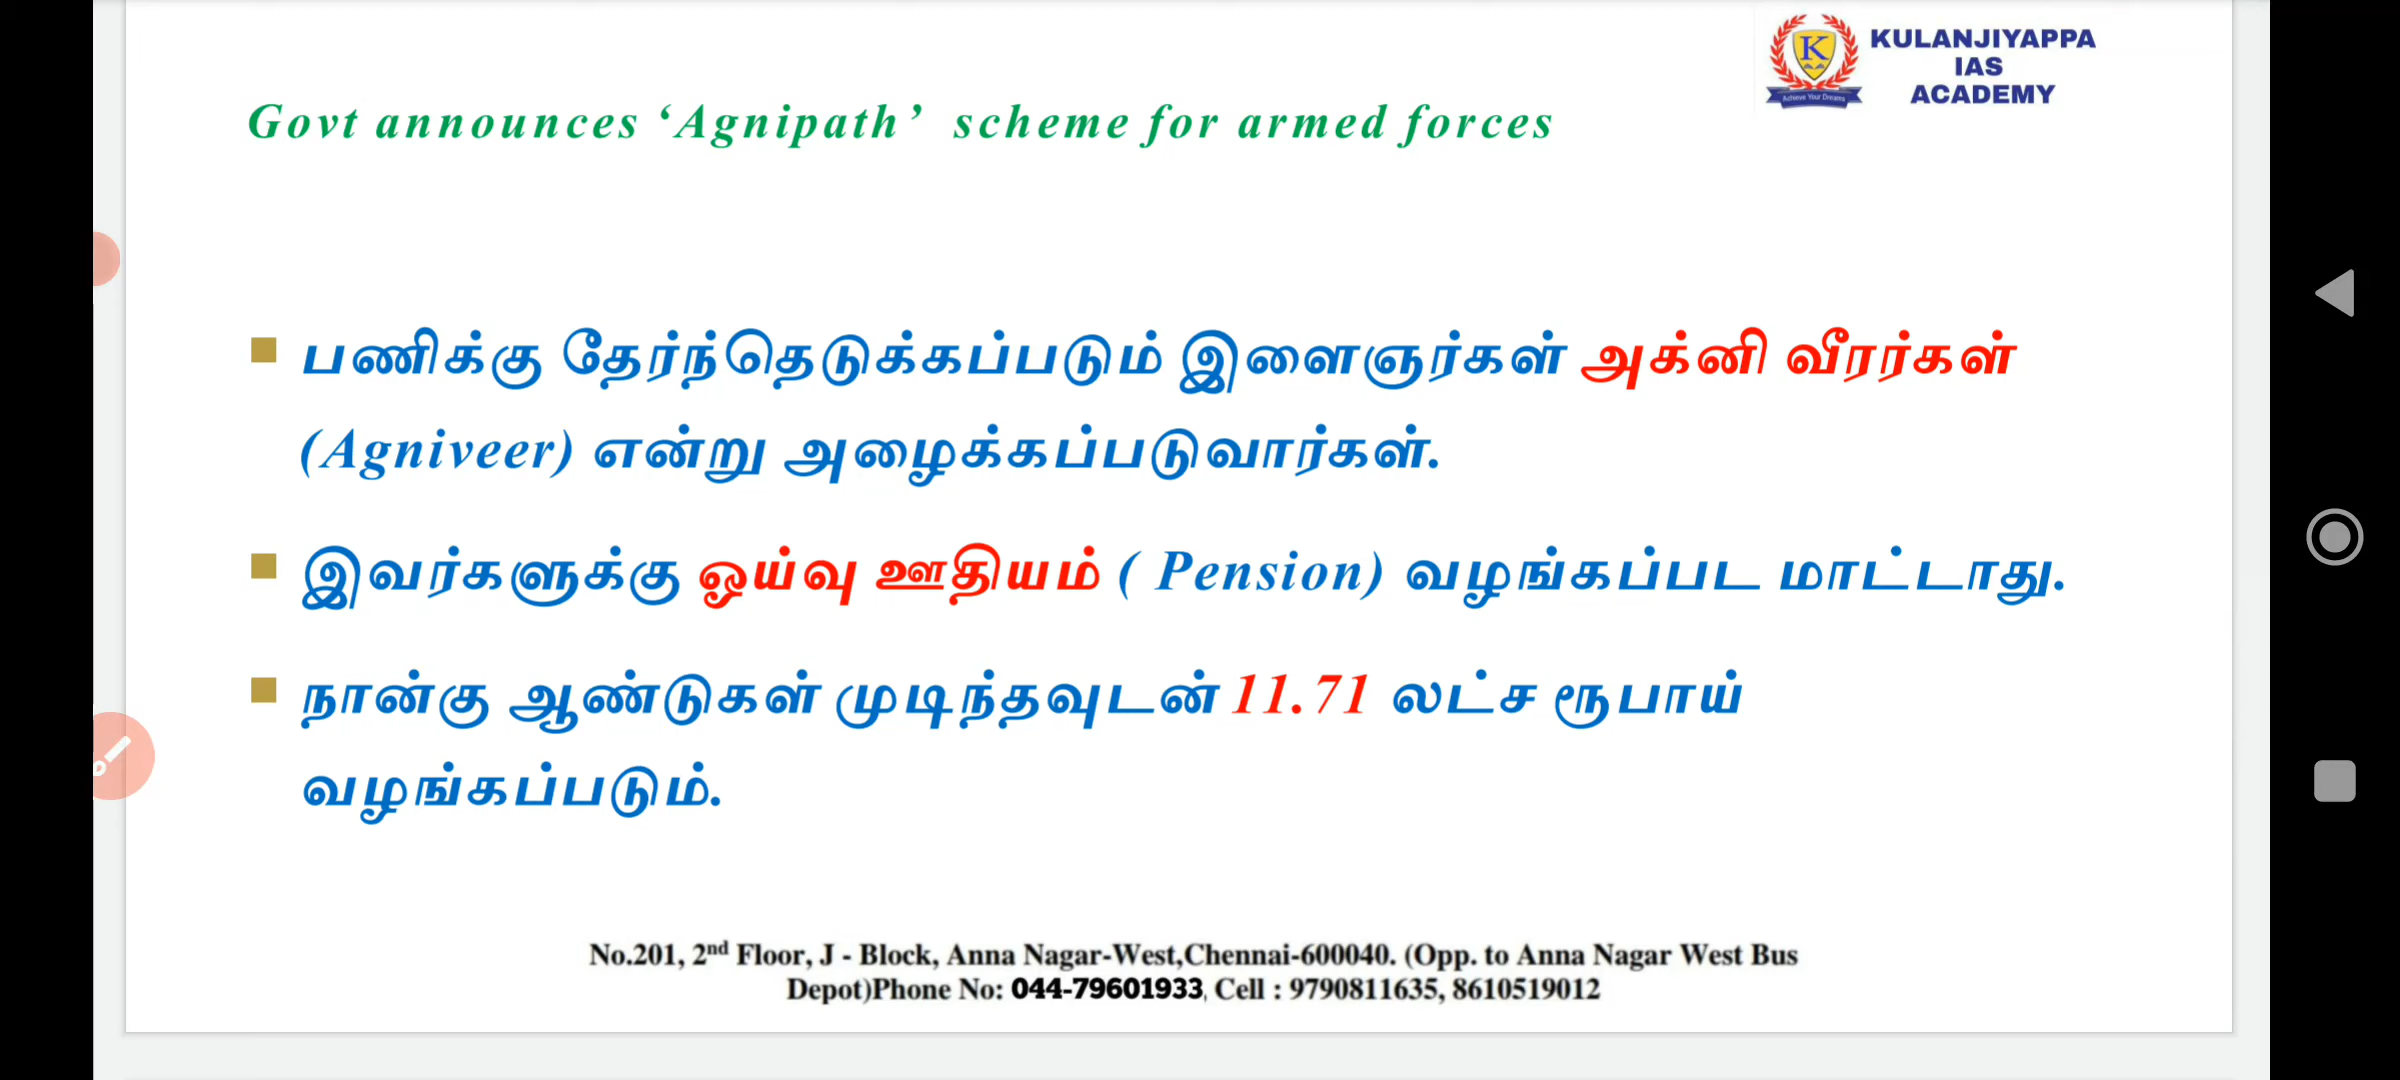 KULANJIYAPPA
IAS
ACADEMY
K
Achieve Your Dreams
Govt announces ‘Agnipath’ scheme for armed forces
பணிக்கு தேர்ந்தெடுக்கப்படும் இளைஞர்கள் அக்னி வீரர்கள்
(Agniveer) என்று அழைக்கப்படுவார்கள்.
இவர்களுக்கு ஓய்வு ஊதியம் ( Pension) வழங்கப்பட மாட்டாது.
நான்கு ஆண்டுகள் முடிந்தவுடன் 11.71 லட்ச ரூபாய்
வழங்கப்படும்.
No.201, 2nd Floor, J - Block, Anna Nagar-West,Chennai-600040. (Opp. to Anna Nagar West Bus
Depot)Phone No: 044-79601933, Cell : 9790811635, 8610519012